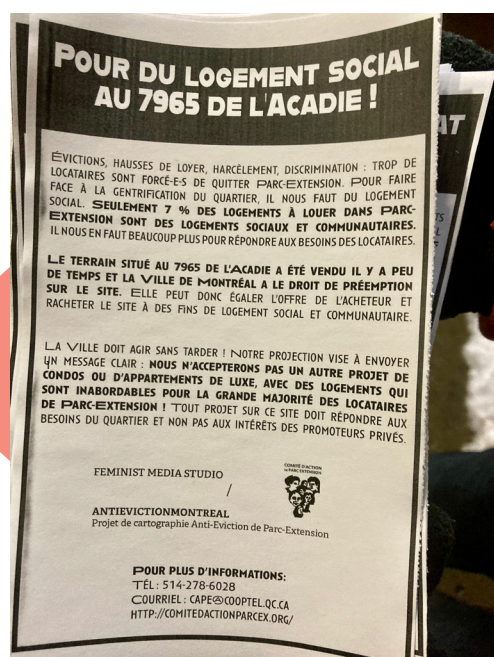 POUR DU LOGEMENT SOCIAL
AU 7965 DE L'ACADIE !
ÉVICTIONS, HAUSSES DE LOYER, HARCÈLEMENT, DISCRIMINATION : TROP DE
LOCATAIRES SONT FORCÉ-E-S DE QUITTER PARC-EXTENSION. POUR FAIRE
FACE À LA GENTRIFICATION DU QUARTIER, IL NOUS FAUT DU LOGEMENT
SOCIAL. SEULEMENT 7 % DES LOGEMENTS À LOUER DANS PARC-
EXTENSION SONT DES LOGEMENTS SOCIAUX ET COMMUNAUTAIRES.
IL NOUS EN FAUT BEAUCOUP PLUS POUR RÉPONDRE AUX BESOINS DES LOCATAIRES.
LE TERRAIN SITUÉ AU 7965 DE L'ACADIE A ÉTÉ VENDU IL Y A PEU
DE TEMPS ET LA VILLE DE MONTRÉAL A LE DROIT DE PRÉEMPTION
SUR LE SITE. ELLE PEUT DONC ÉGALER L'OFFRE DE L'ACHETEUR ET
RACHETER LE SITE À DES FINS DE LOGEMENT SOCIAL ET COMMUNAUTAIRE.
LA VILLE DOIT AGIR SANS TARDER ! NOTRE PROJECTION VISE À ENVOYER
UN MESSAGE CLAIR : NOUS N'ACCEPTERONS PAS UN AUTRE PROJET DE
CONDOS OU D'APPARTEMENTS DE LUXE, AVEC DES LOGEMENTS QUI
SONT INABORDABLES POUR LA GRANDE MAJORITÉ DES LOCATAIRES
DE PARC-EXTENSION ! TOUT PROJET SUR CE SITE DOIT RÉPONDRE AUX
BESOINS DU QUARTIER ET NON PAS AUX INTÉRÊTS DES PROMOTEURS PRIVÉS.
FEMINIST MEDIA STUDIO
/
COMITÉ D'ACTION
DE PARC EXTENSION
ANTIEVICTIONMONTREAL
Projet de cartographie Anti-Eviction de Parc-Extension
POUR PLUS D'INFORMATIONS:
TÉL: 514-278-6028
COURRIEL: CAPE@COOPTEL.QC.CA
HTTP://COMITEDACTIONPARCEX.ORG/
AT